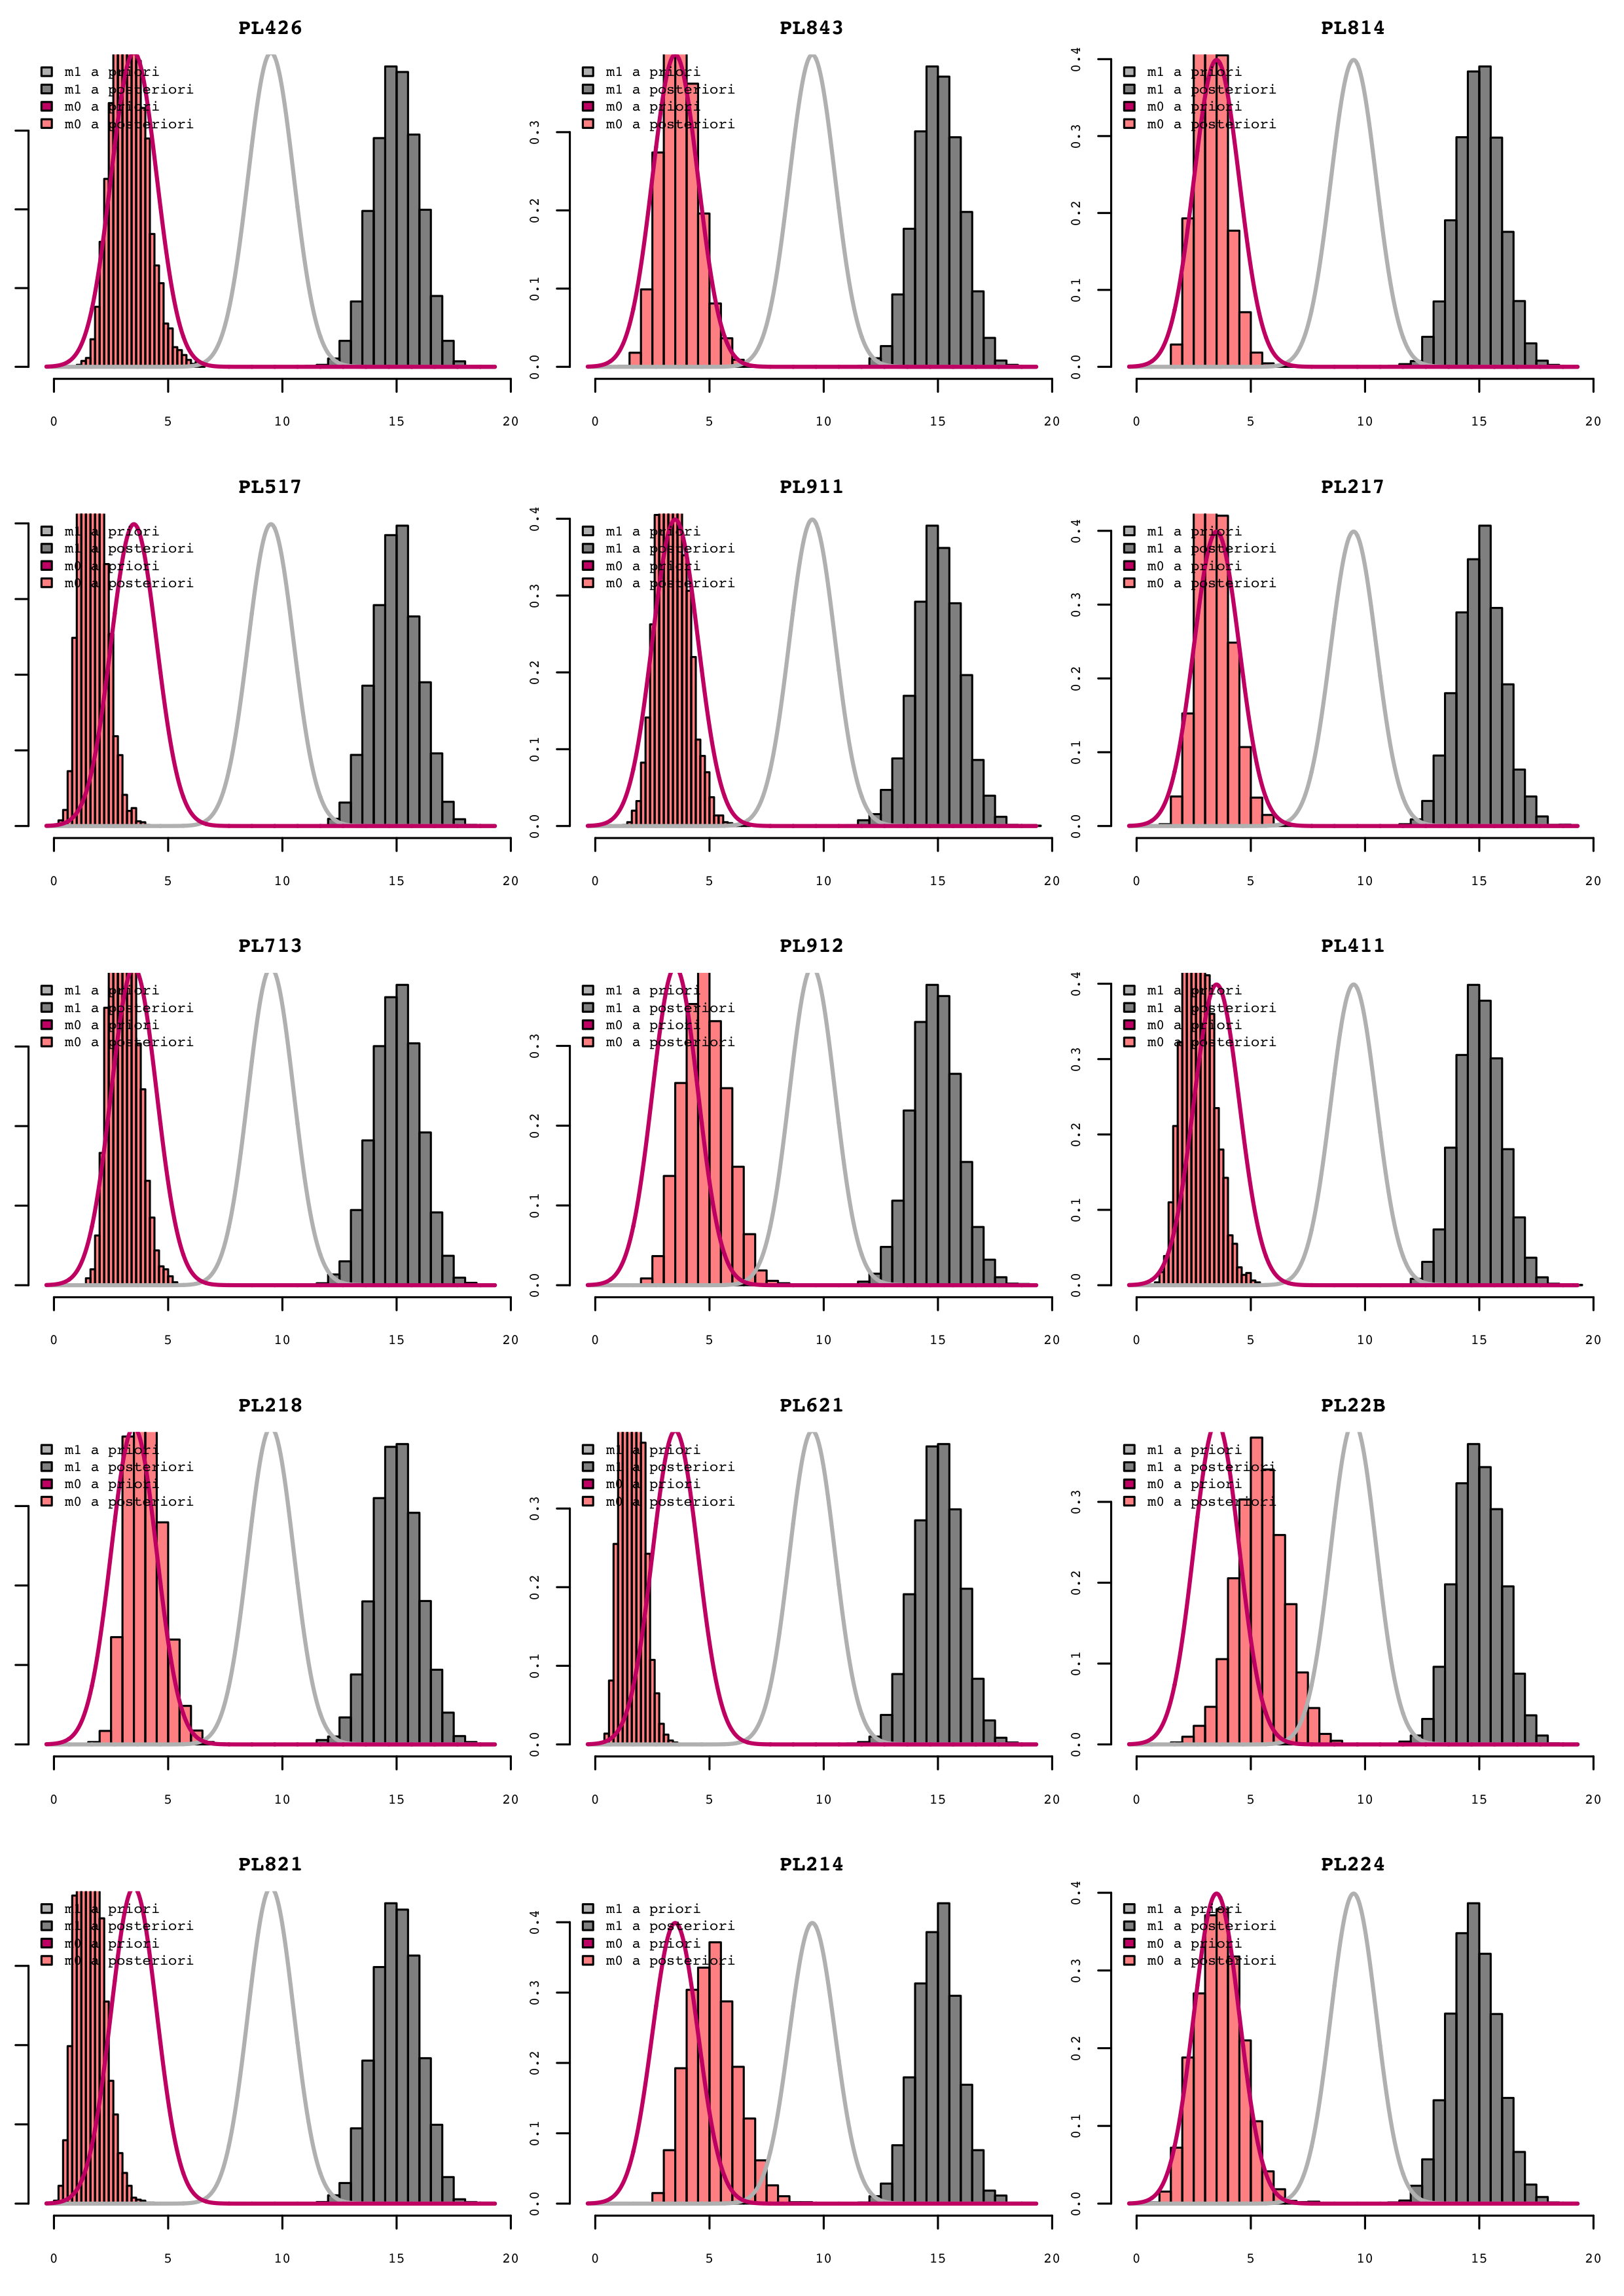 PL426
m1 a priori
m1 a posteriori
m0 a priori
m0 a posteriori
0 5 10 15 20
PL843
m1 a priori
m1 a posteriori
m0 a priori
m0 a posteriori
0.0 0.1 0.2 0.3
0 5 10 15 20
PL814
m1 a priori
m1 a posteriori
m0 a priori
m0 a posteriori
0.0 0.1 0.2 0.3 0.4
0 5 10 15 20
PL517
m1 a priori
m1 a posteriori
m0 a priori
m0 a posteriori
0 5 10 15 20
PL911
m1 a priori
m1 a posteriori
m0 a priori
m0 a posteriori
0.0 0.1 0.2 0.3 0.4
0 5 10 15 20
PL217
m1 a priori
m1 a posteriori
m0 a priori
m0 a posteriori
0.0 0.1 0.2 0.3 0.4
0 5 10 15 20
PL713
m1 a priori
m1 a posteriori
m0 a priori
m0 a posteriori
0 5 10 15 20
PL912
m1 a priori
m1 a posteriori
m0 a priori
m0 a posteriori
0.0 0.1 0.2 0.3
0 5 10 15 20
PL411
m1 a priori
m1 a posteriori
m0 a priori
m0 a posteriori
0.0 0.1 0.2 0.3 0.4
0 5 10 15 20
PL218
m1 a priori
m1 a posteriori
m0 a priori
m0 a posteriori
0 5 10 15 20
PL621
m1 a priori
m1 a posteriori
m0 a priori
m0 a posteriori
0.0 0.1 0.2 0.3
0 5 10 15 20
PL22B
m1 a priori
m1 a posteriori
m0 a priori
m0 a posteriori
0.0 0.1 0.2 0.3
0 5 10 15 20
PL821
m1 a priori
m1 a posteriori
m0 a priori
m0 a posteriori
0 5 10 15 20
PL214
m1 a priori
m1 a posteriori
m0 a priori
m0 a posteriori
0.0 0.1 0.2 0.3 0.4
0 5 10 15 20
PL224
m1 a priori
m1 a posteriori
m0 a priori
m0 a posteriori
0.0 0.1 0.2 0.3 0.4
0 5 10 15 20